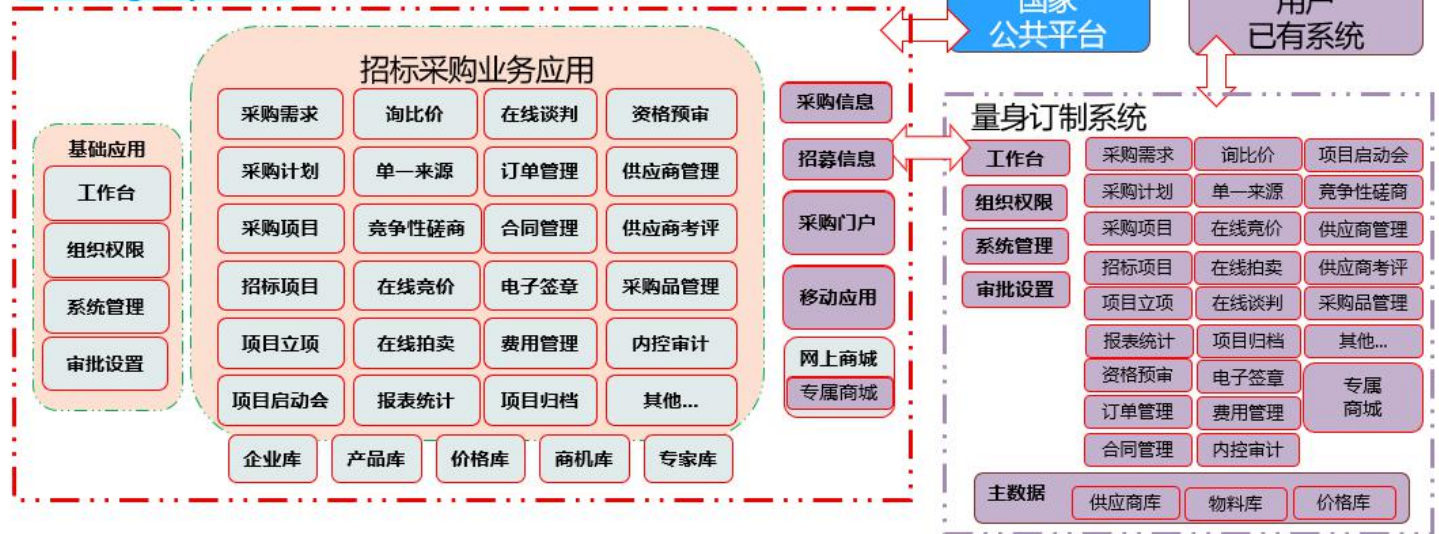 国家
公共平台
用户
已有系统
招标采购业务应用
采购需求 询比价 在线谈判 资格预审
采购计划 单一来源 订单管理 供应商管理
采购项目 竞争性磋商 合同管理 供应商考评
招标项目 在线竞价 电子签章 采购品管理
项目立项 在线拍卖 费用管理 内控审计
项目启动会 报表统计 项目归档 其他...
基础应用
工作台
组织权限
系统管理
审批设置
企业库 产品库 价格库 商机库 专家库
采购信息
招募信息
采购门户
移动应用
网上商城
专属商城
量身订制系统
工作台
组织权限
系统管理
审批设置
采购需求 询比价 项目启动会
采购计划 单一来源 竞争性磋商
采购项目 在线竞价 供应商管理
招标项目 在线拍卖 供应商考评
项目立项 在线谈判 采购品管理
报表统计 项目归档 其他...
资格预审 电子签章
订单管理 费用管理
合同管理 内控审计
专属
商城
主数据 供应商库 物料库 价格库